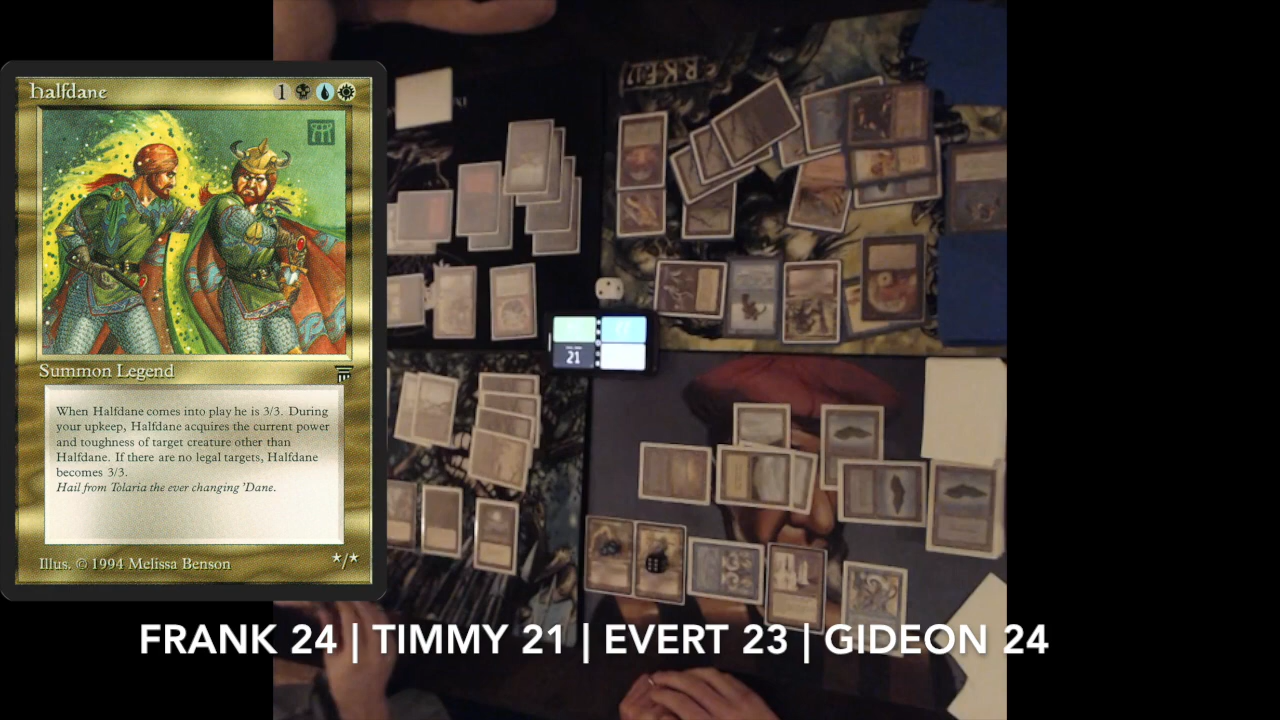 Halfdane 1
Summon Legend
When Halfdane comes into play he is 3/3. During
your upkeep, Halfdane acquires the current power
and toughness of target creature other than
Halfdane. If there are no legal targets, Halfdane
becomes 3/3.
Hail from Tolaria the ever changing 'Dane.
Illus. © 1994 Melissa Benson */*
21
FRANK 24 | TIMMY 21 | EVERT 23 | GIDEON 24